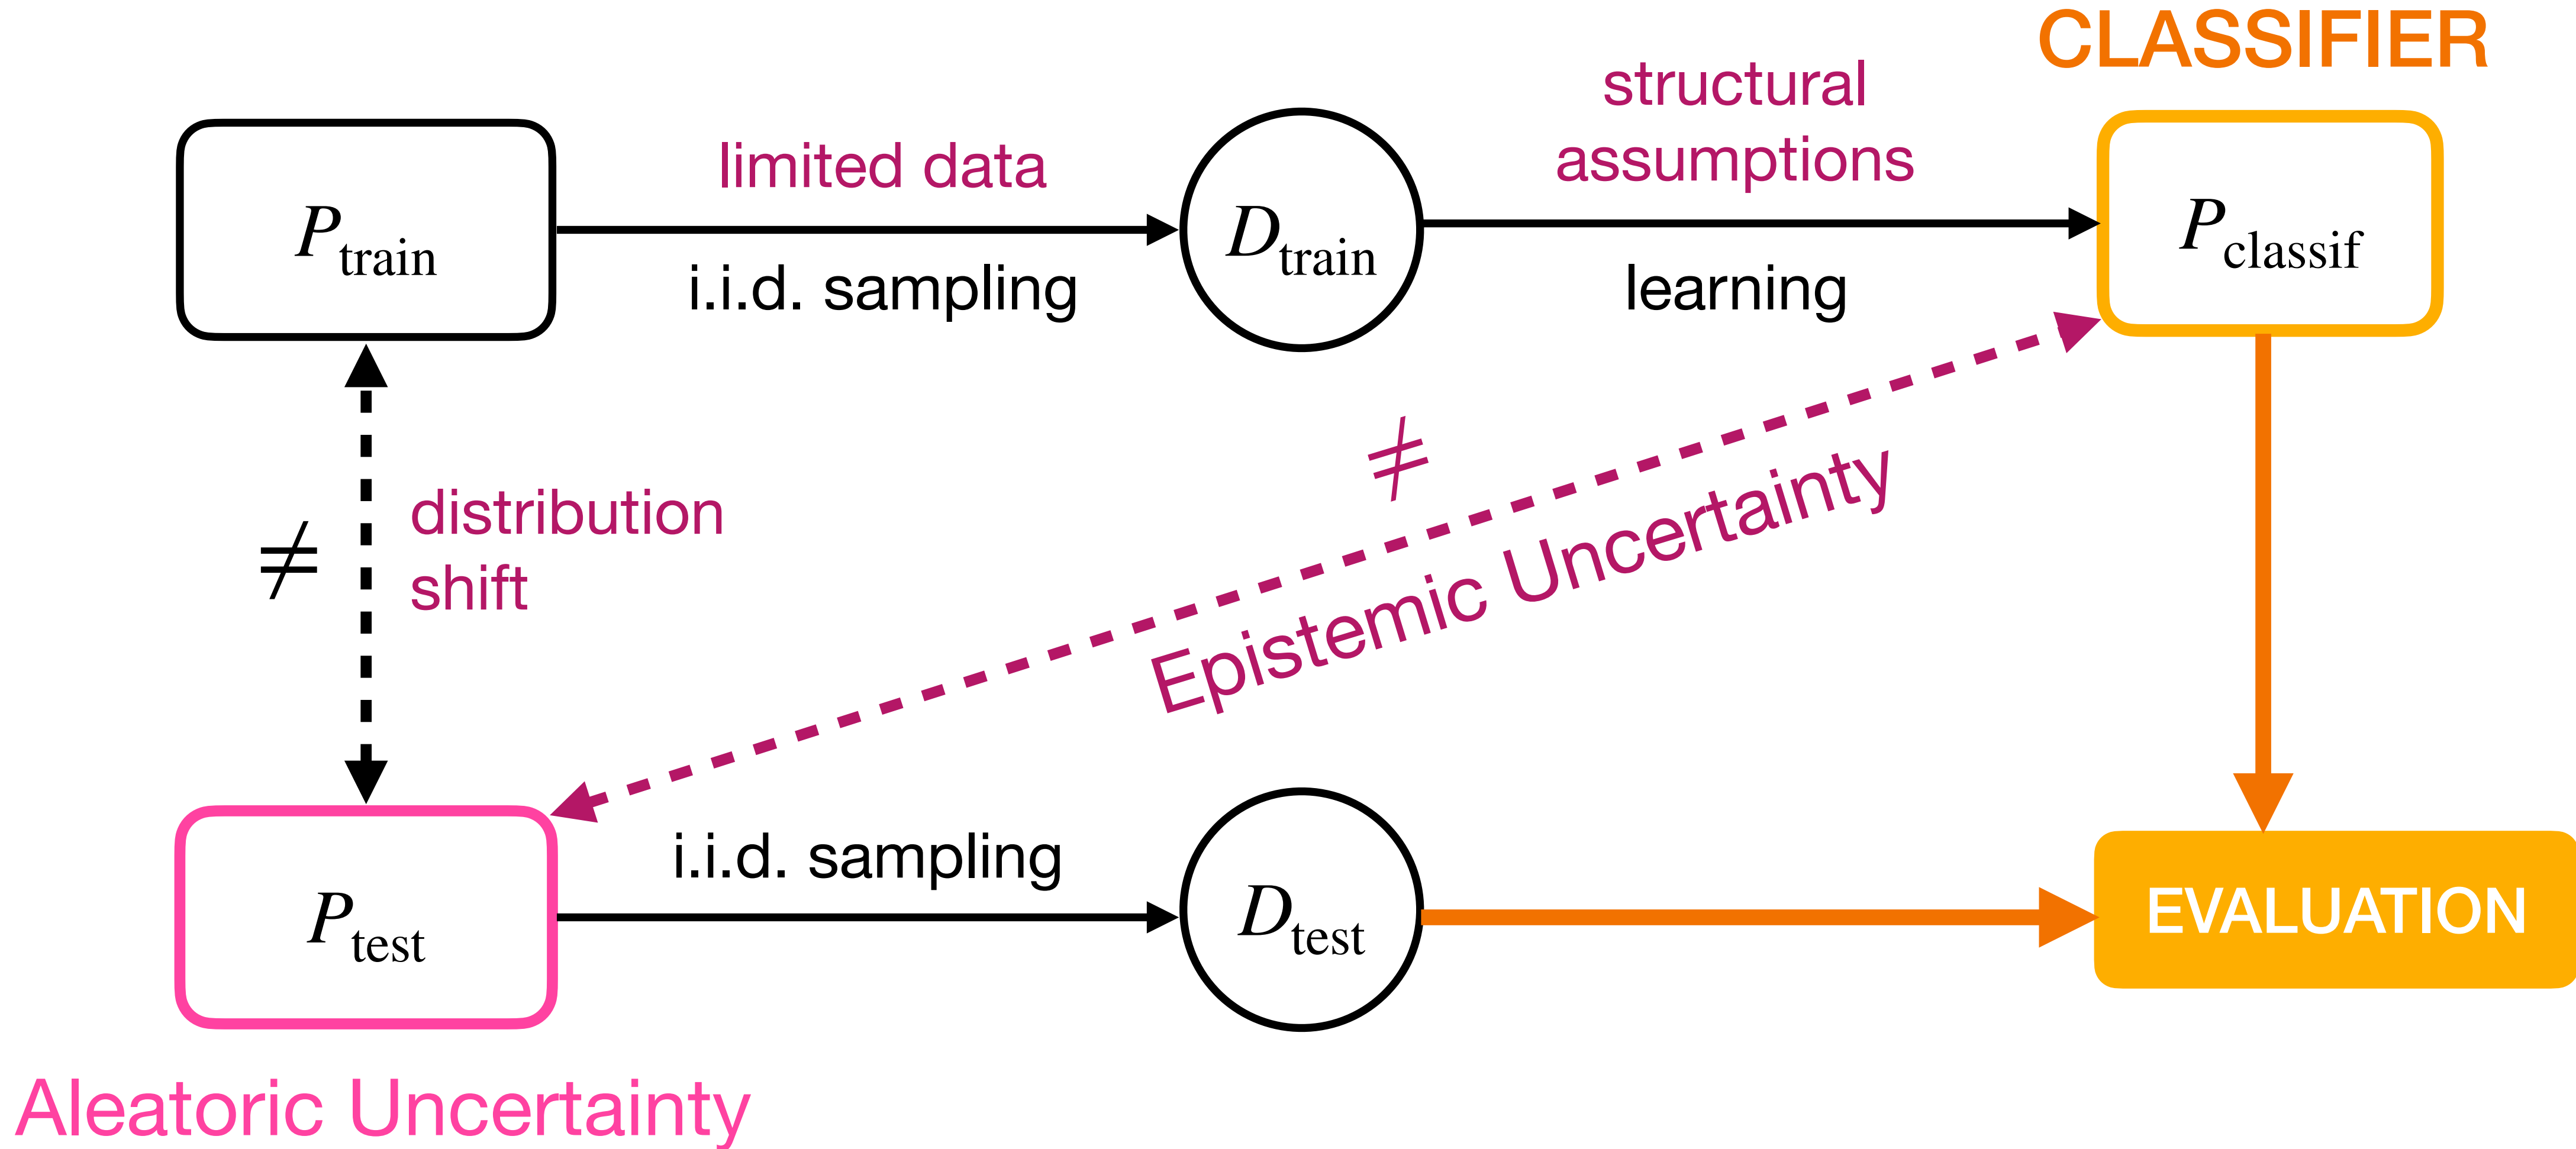 CLASSIFIER
structural
assumptions
limited data
P_train
D_train
P_classif
i.i.d. sampling
learning
≠
≠
distribution
shift
Epistemic Uncertainty
i.i.d. sampling
P_test
D_test
EVALUATION
Aleatoric Uncertainty